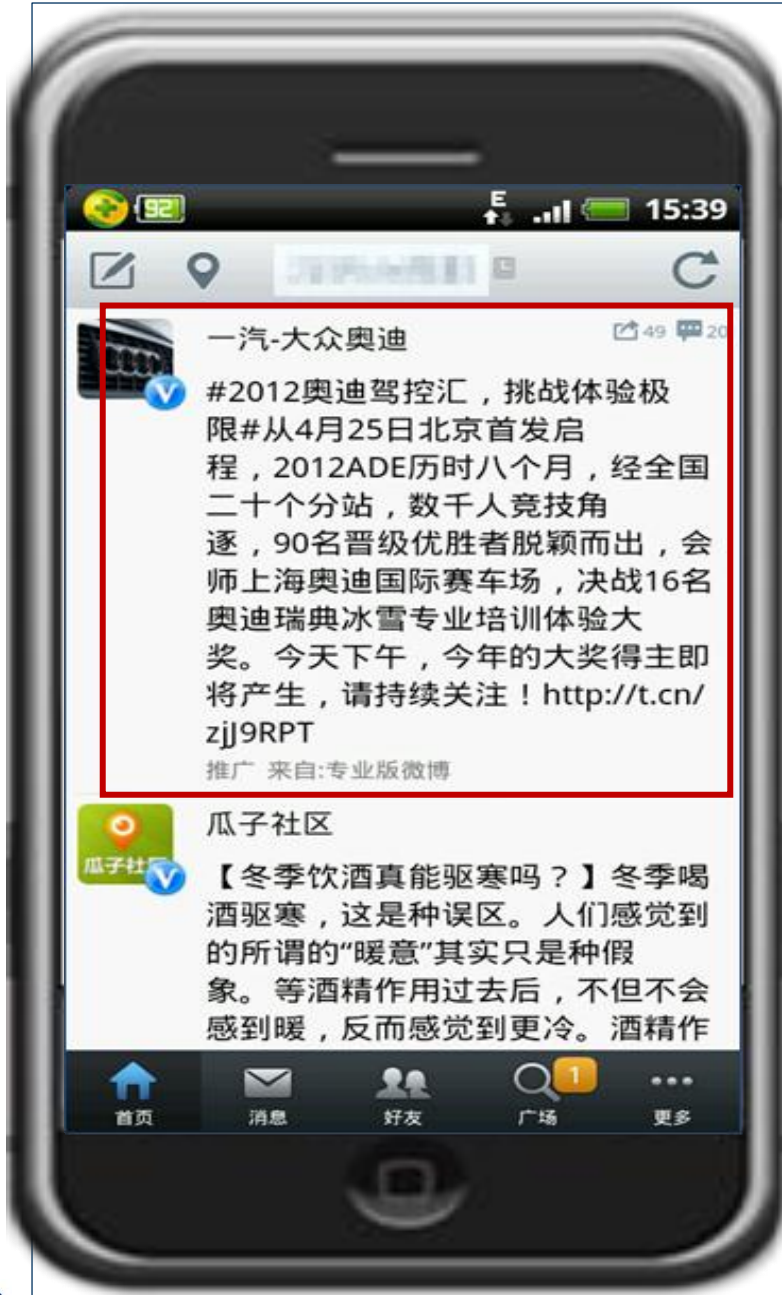 92
E
15:39
一汽-大众奥迪
49 20
#2012奥迪驾控汇，挑战体验极
限#从4月25日北京首发启
程，2012ADE历时八个月，经全国
二十个分站，数千人竞技角
逐，90名晋级优胜者脱颖而出，会
师上海奥迪国际赛车场，决战16名
奥迪瑞典冰雪专业培训体验大
奖。今天下午，今年的大奖得主即
将产生，请持续关注！http://t.cn/
zjJ9RPT
推广 来自:专业版微博
瓜子社区
瓜子社区
【冬季饮酒真能驱寒吗？】冬季喝
酒驱寒，这是种误区。人们感觉到
的所谓的“暖意”其实只是种假
象。等酒精作用过去后，不但不会
感到暖，反而感觉到更冷。酒精作
1
首页 消息 好友 广场 更多